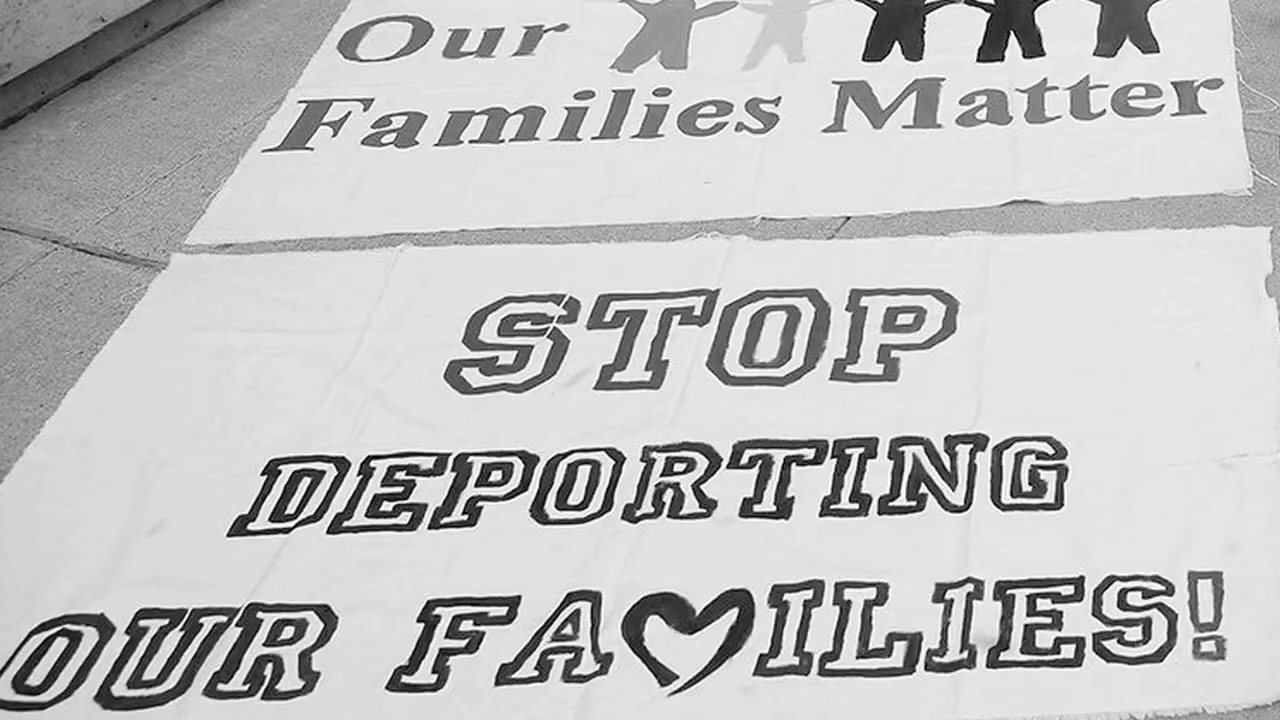 Our
Families Matter
STOP
DEPORTING
OUR FA♥ILIES!